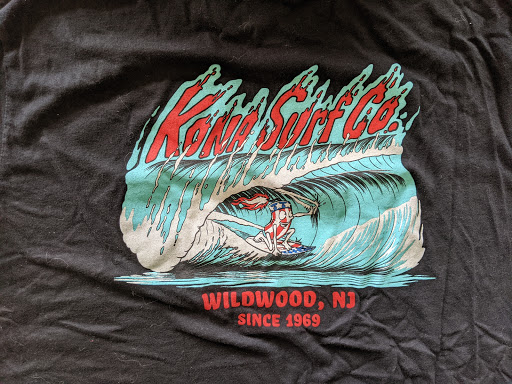 Kona Surf Co.
WILDWOOD, NJ
SINCE 1969